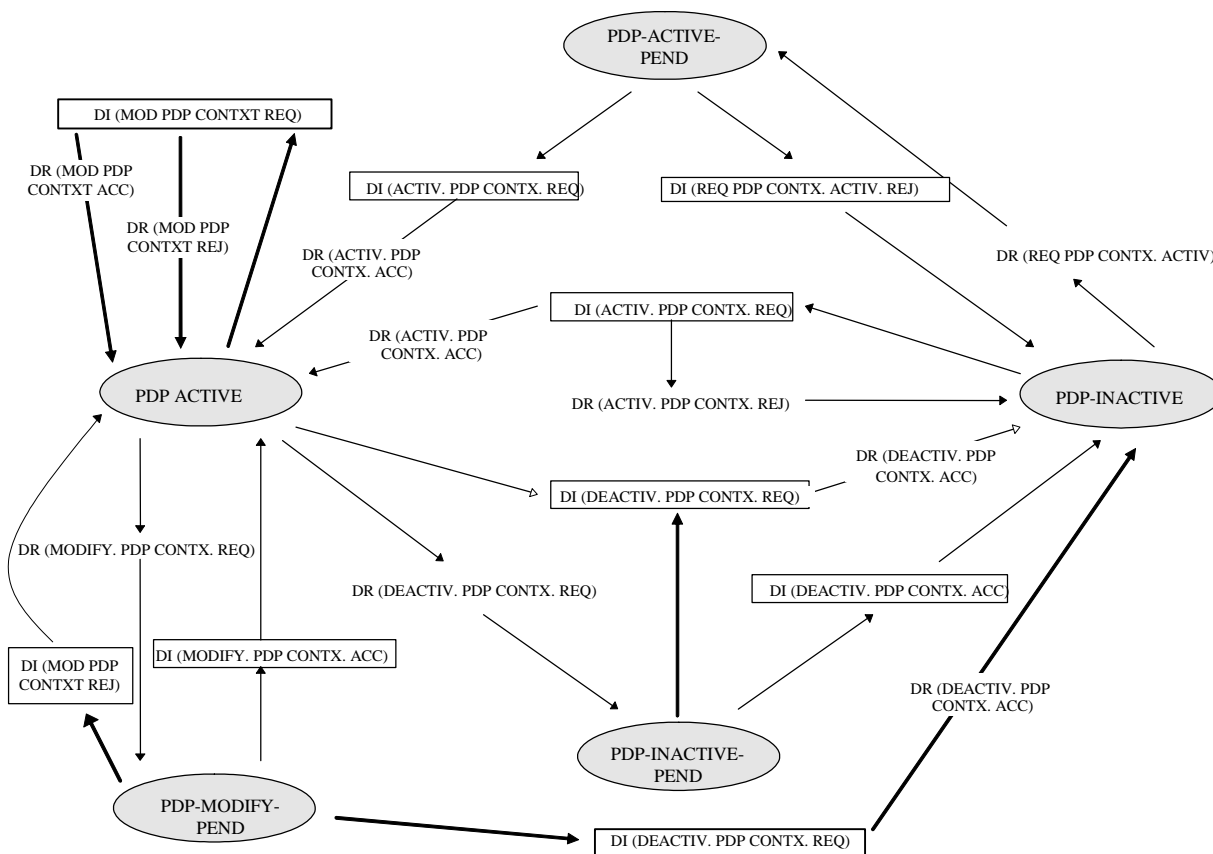 PDP-ACTIVE-
PEND
DI (MOD PDP CONTXT REQ)
DR (MOD PDP
CONTXT ACC)
DI (ACTIV. PDP CONTX. REQ)
DI (REQ PDP CONTX. ACTIV. REJ)
DR (MOD PDP
CONTXT REJ)
DR (ACTIV. PDP
CONTX. ACC)
DR (REQ PDP CONTX. ACTIV)
DI (ACTIV. PDP CONTX. REQ)
DR (ACTIV. PDP
CONTX. ACC)
PDP ACTIVE
DR (ACTIV. PDP CONTX. REJ)
PDP-INACTIVE
DR (DEACTIV. PDP
CONTX. ACC)
DI (DEACTIV. PDP CONTX. REQ)
DR (MODIFY. PDP CONTX. REQ)
DR (DEACTIV. PDP CONTX. REQ)
DI (DEACTIV. PDP CONTX. ACC)
DI (MOD PDP
CONTXT REJ)
DI (MODIFY. PDP CONTX. ACC)
DR (DEACTIV. PDP
CONTX. ACC)
PDP-INACTIVE-
PEND
PDP-MODIFY-
PEND
DI (DEACTIV. PDP CONTX. REQ)